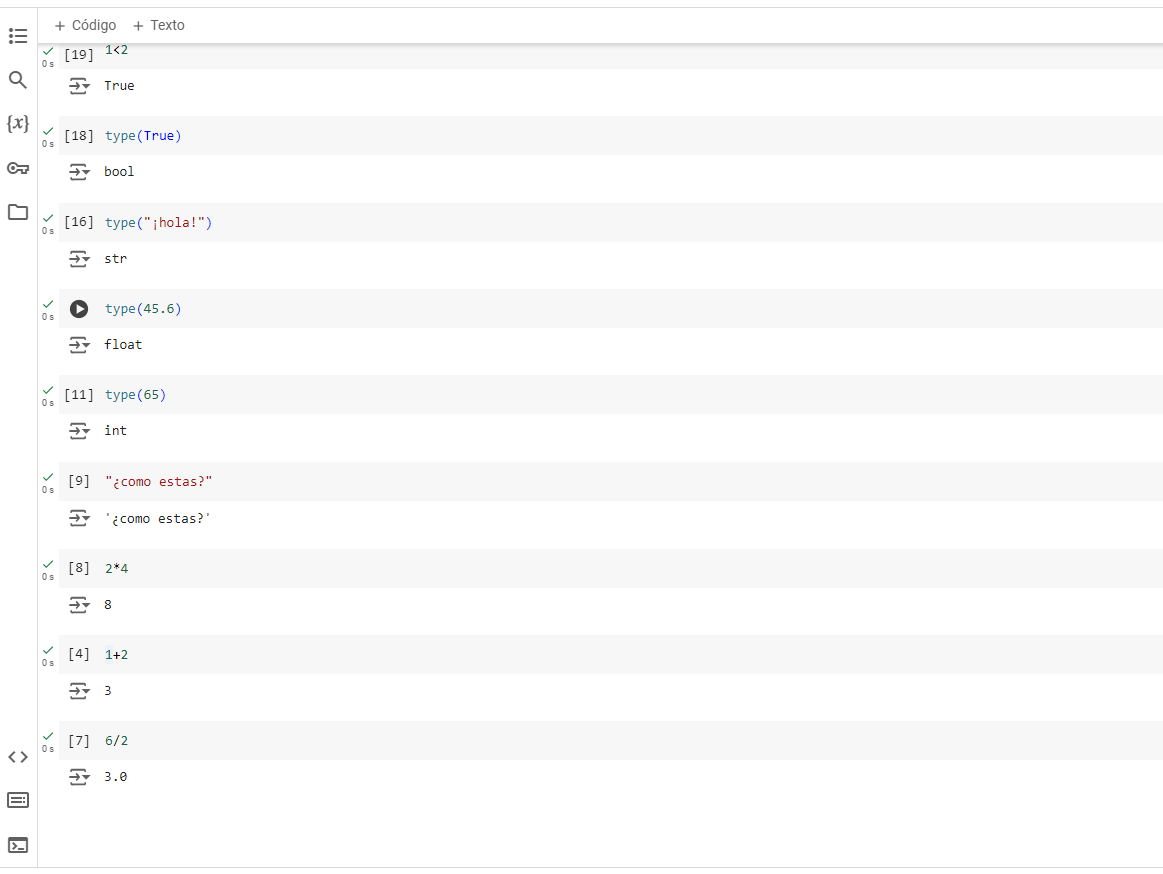 + Código + Texto
[19] 1<2
0 s
True
[18] type(True)
0 s
bool
[16] type("¡hola!")
0 s
str
type(45.6)
0 s
float
[11] type(65)
0 s
int
[9] "¿como estas?"
0 s
'¿como estas?'
[8] 2*4
0 s
8
[4] 1+2
0 s
3
[7] 6/2
0 s
3.0
{x}